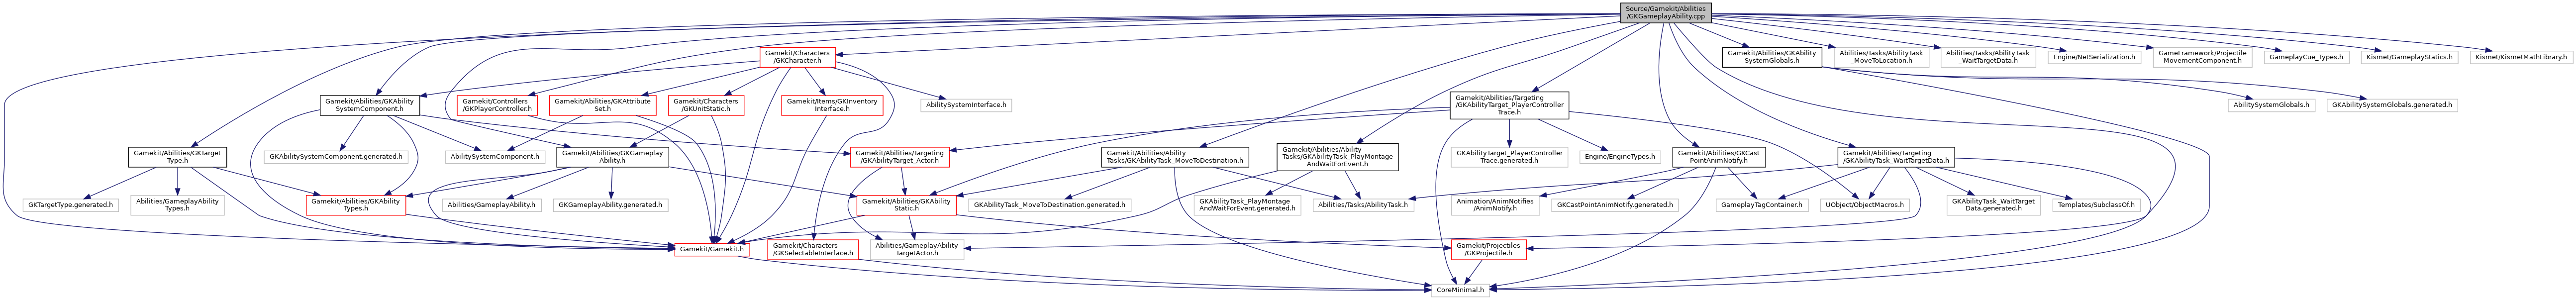 Source/Gamekit/Abilities
/GKGameplayAbility.cpp
Gamekit/Characters
/GKCharacter.h
Gamekit/Abilities/GKAbility
SystemGlobals.h
Abilities/Tasks/AbilityTask
_MoveToLocation.h
Abilities/Tasks/AbilityTask
_WaitTargetData.h
Engine/NetSerialization.h
GameFramework/Projectile
MovementComponent.h
GameplayCue_Types.h
Kismet/GameplayStatics.h
Kismet/KismetMathLibrary.h
Gamekit/Abilities/GKAbility
SystemComponent.h
Gamekit/Controllers
/GKPlayerController.h
Gamekit/Abilities/GKAttribute
Set.h
Gamekit/Characters
/GKUnitStatic.h
Gamekit/Items/GKInventory
Interface.h
AbilitySystemInterface.h
Gamekit/Abilities/Targeting
/GKAbilityTarget_PlayerController
Trace.h
AbilitySystemGlobals.h
GKAbilitySystemGlobals.generated.h
Gamekit/Abilities/GKTarget
Type.h
GKAbilitySystemComponent.generated.h
AbilitySystemComponent.h
Gamekit/Abilities/GKGameplay
Ability.h
Gamekit/Abilities/Targeting
/GKAbilityTarget_Actor.h
Gamekit/Abilities/Ability
Tasks/GKAbilityTask_MoveToDestination.h
Gamekit/Abilities/Ability
Tasks/GKAbilityTask_PlayMontage
AndWaitForEvent.h
GKAbilityTarget_PlayerController
Trace.generated.h
Engine/EngineTypes.h
Gamekit/Abilities/GKCast
PointAnimNotify.h
Gamekit/Abilities/Targeting
/GKAbilityTask_WaitTargetData.h
GKTargetType.generated.h
Abilities/GameplayAbility
Types.h
Gamekit/Abilities/GKAbility
Types.h
Abilities/GameplayAbility.h
GKGameplayAbility.generated.h
Gamekit/Abilities/GKAbility
Static.h
GKAbilityTask_MoveToDestination.generated.h
GKAbilityTask_PlayMontage
AndWaitForEvent.generated.h
Abilities/Tasks/AbilityTask.h
Animation/AnimNotifies
/AnimNotify.h
GKCastPointAnimNotify.generated.h
GameplayTagContainer.h
UObject/ObjectMacros.h
GKAbilityTask_WaitTarget
Data.generated.h
Templates/SubclassOf.h
Gamekit/Gamekit.h
Gamekit/Characters
/GKSelectableInterface.h
Abilities/GameplayAbility
TargetActor.h
Gamekit/Projectiles
/GKProjectile.h
CoreMinimal.h